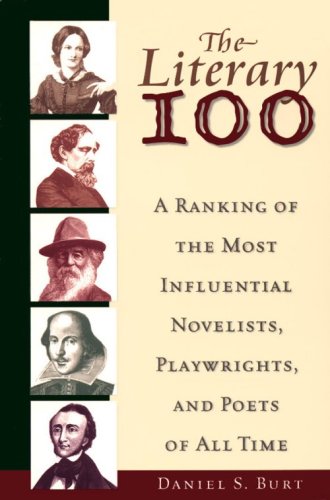 The
Literary
100
A Ranking of
the Most
Influential
Novelists,
Playwrights,
and Poets
of All Time
Daniel S. Burt